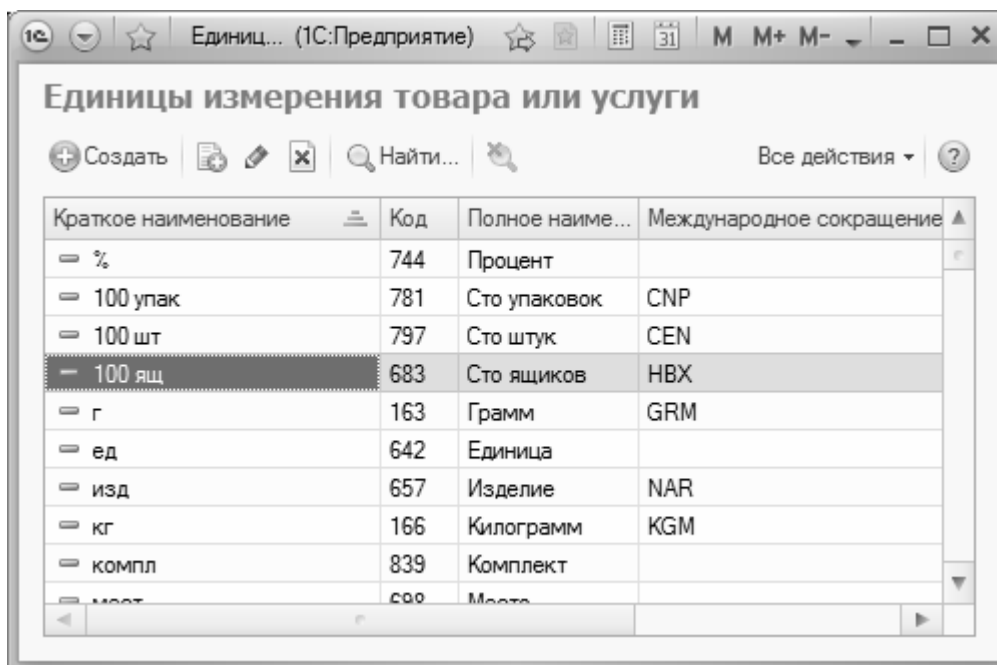 1С Единиц... (1С:Предприятие) 31 M M+ M-
Единицы измерения товара или услуги
Создать Найти... Все действия ?
Краткое наименование Код Полное наиме... Международное сокращение
% 744 Процент
100 упак 781 Сто упаковок CNP
100 шт 797 Сто штук CEN
100 ящ 683 Сто ящиков HBX
г 163 Грамм GRM
ед 642 Единица
изд 657 Изделие NAR
кг 166 Килограмм KGM
компл 839 Комплект